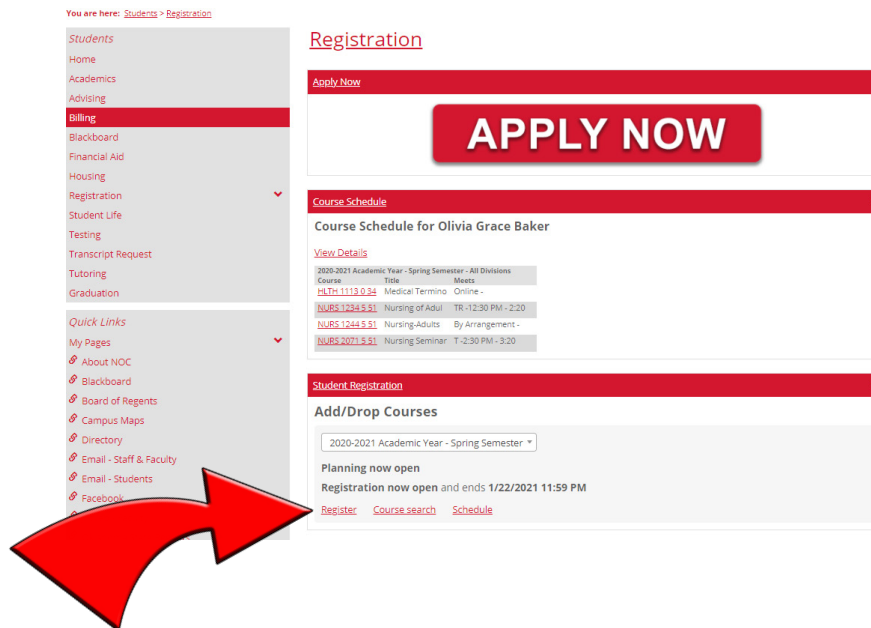 You are here: Students > Registration
Students
Home
Academics
Advising
Billing
Blackboard
Financial Aid
Housing
Registration
Student Life
Testing
Transcript Request
Tutoring
Graduation
Quick Links
My Pages
About NOC
Blackboard
Board of Regents
Campus Maps
Directory
Email - Staff & Faculty
Email - Students
Facebook
Registration
Apply Now
APPLY NOW
Course Schedule
Course Schedule for Olivia Grace Baker
View Details
2020-2021 Academic Year - Spring Semester - All Divisions
Course Title Meets
HLTH 1113 0 34 Medical Termino Online -
NURS 1234 5 51 Nursing of Adul TR -12:30 PM - 2:20
NURS 1244 5 51 Nursing-Adults By Arrangement -
NURS 2071 5 51 Nursing Seminar T -2:30 PM - 3:20
Student Registration
Add/Drop Courses
2020-2021 Academic Year - Spring Semester
Planning now open
Registration now open and ends 1/22/2021 11:59 PM
Register Course search Schedule